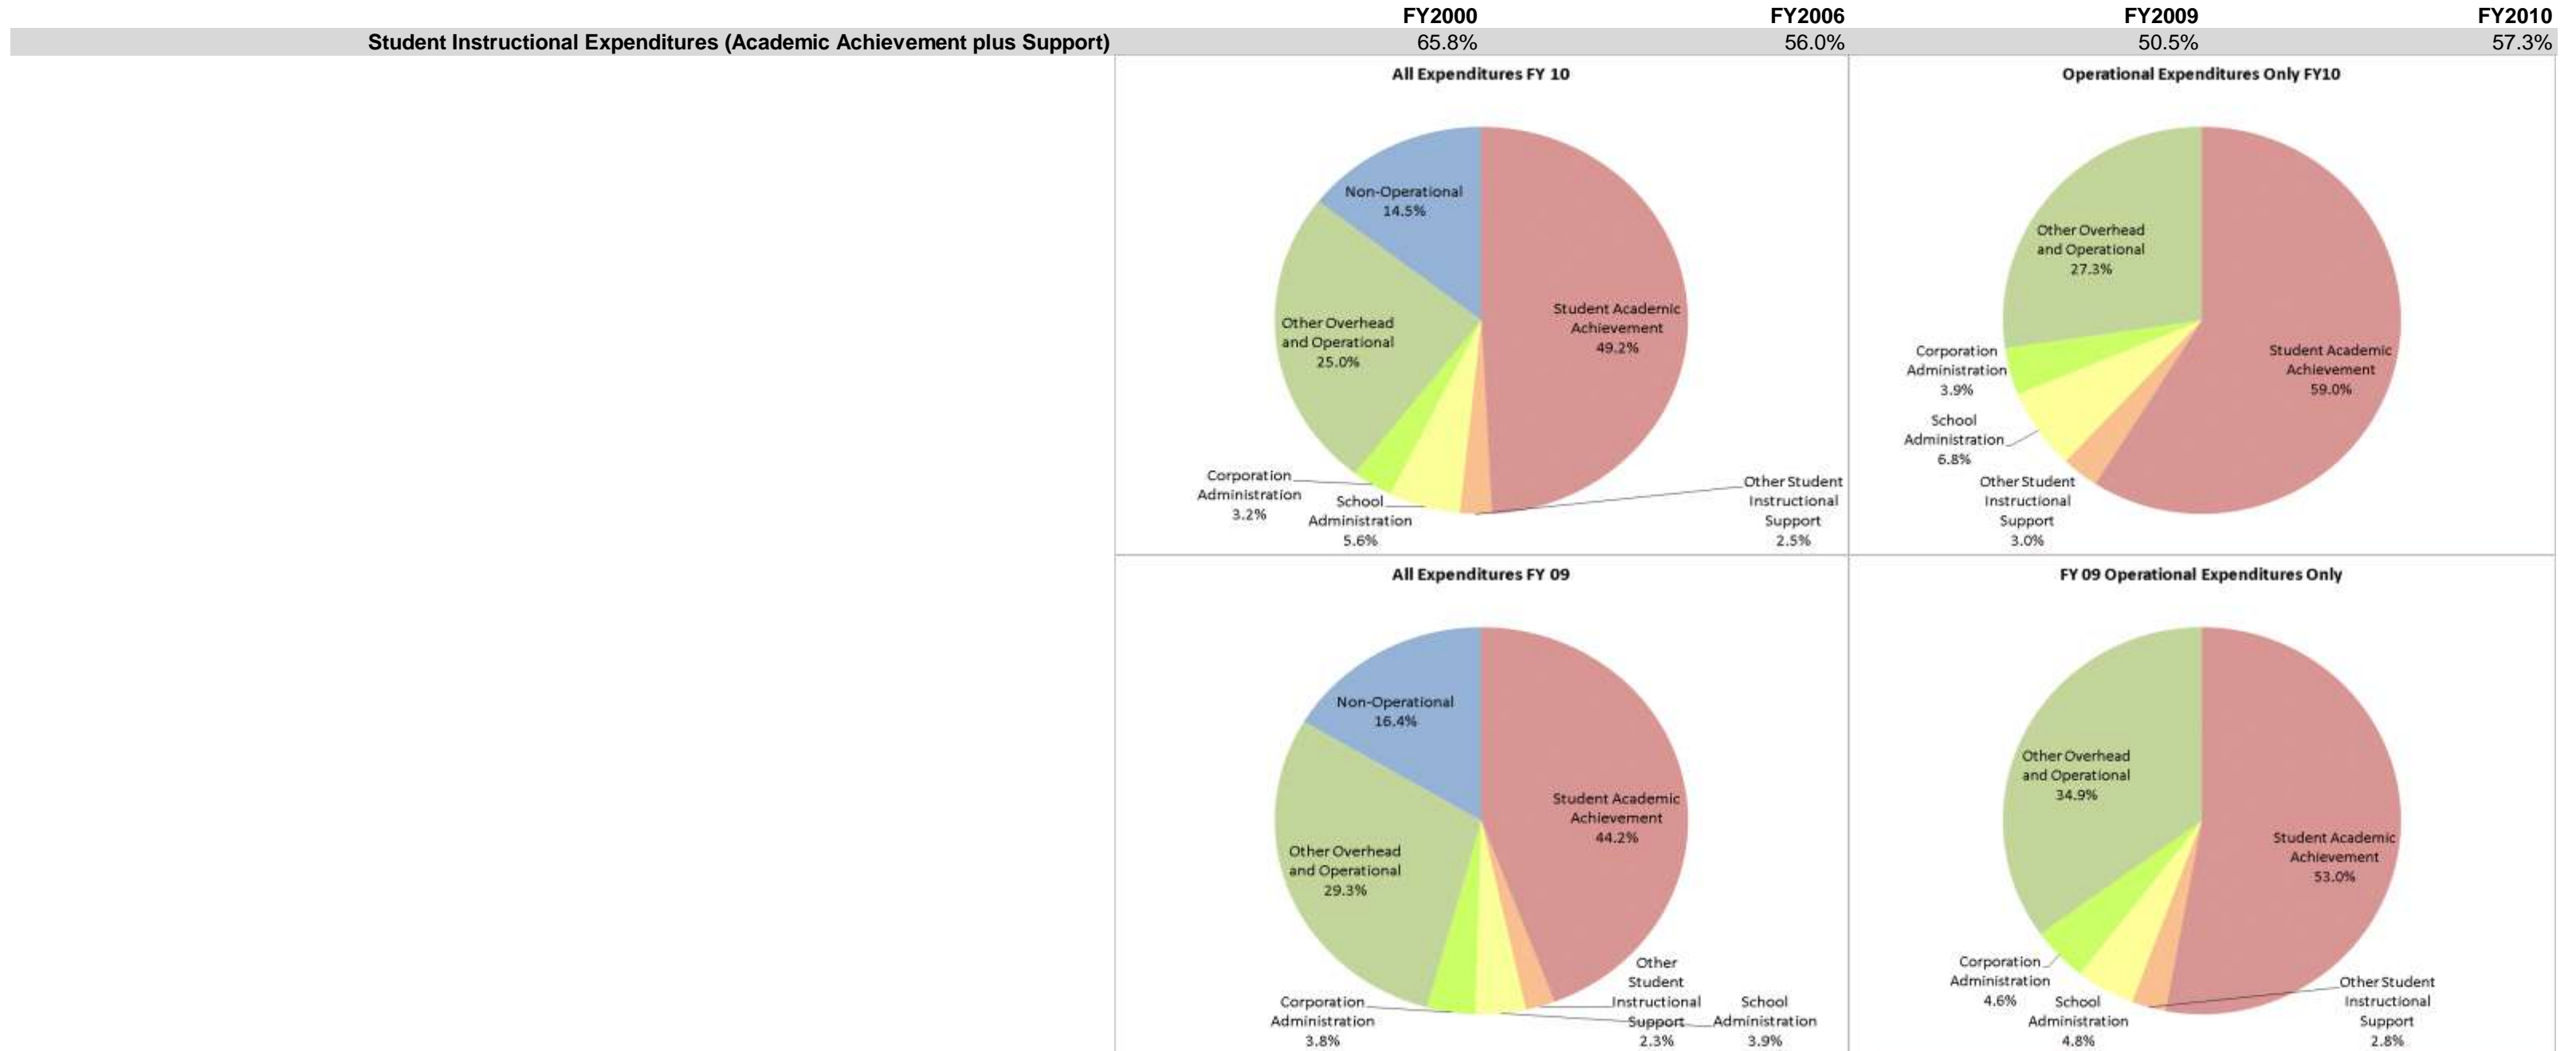 FY2000 FY2006 FY2009 FY2010
Student Instructional Expenditures (Academic Achievement plus Support) 65.8% 56.0% 50.5% 57.3%
All Expenditures FY 10
Non-Operational
14.5%
Student Academic
Achievement
49.2%
Other Overhead
and Operational
25.0%
Corporation
Administration
3.2%
School
Administration
5.6%
Other Student
Instructional
Support
2.5%
Operational Expenditures Only FY10
Other Overhead
and Operational
27.3%
Student Academic
Achievement
59.0%
Corporation
Administration
3.9%
School
Administration
6.8%
Other Student
Instructional
Support
3.0%
All Expenditures FY 09
Non-Operational
16.4%
Student Academic
Achievement
44.2%
Other Overhead
and Operational
29.3%
Corporation
Administration
3.8%
Other
Student
Instructional
Support
2.3%
School
Administration
3.9%
FY 09 Operational Expenditures Only
Other Overhead
and Operational
34.9%
Student Academic
Achievement
53.0%
Corporation
Administration
4.6%
School
Administration
4.8%
Other Student
Instructional
Support
2.8%